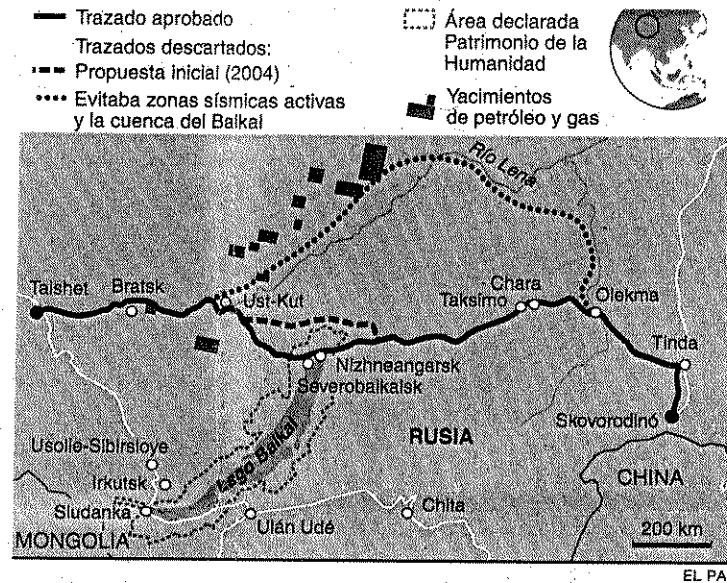 Trazado aprobado
Trazados descartados:
Propuesta inicial (2004)
Evitaba zonas sísmicas activas
y la cuenca del Baikal
Área declarada
Patrimonio de la
Humanidad
Yacimientos
de petróleo y gas
Río Lena
Taishet
Bratsk
Ust-Kut
Chara
Taksimo
Olekma
Tinda
Nizhneangarsk
Severobaikalsk
Skovorodinó
Usolie-Sibirsloye
RUSIA
Lago Baikal
Irkutsk
CHINA
Sludanka
Ulán Udé
Chita
MONGOLIA
200 km
EL PA